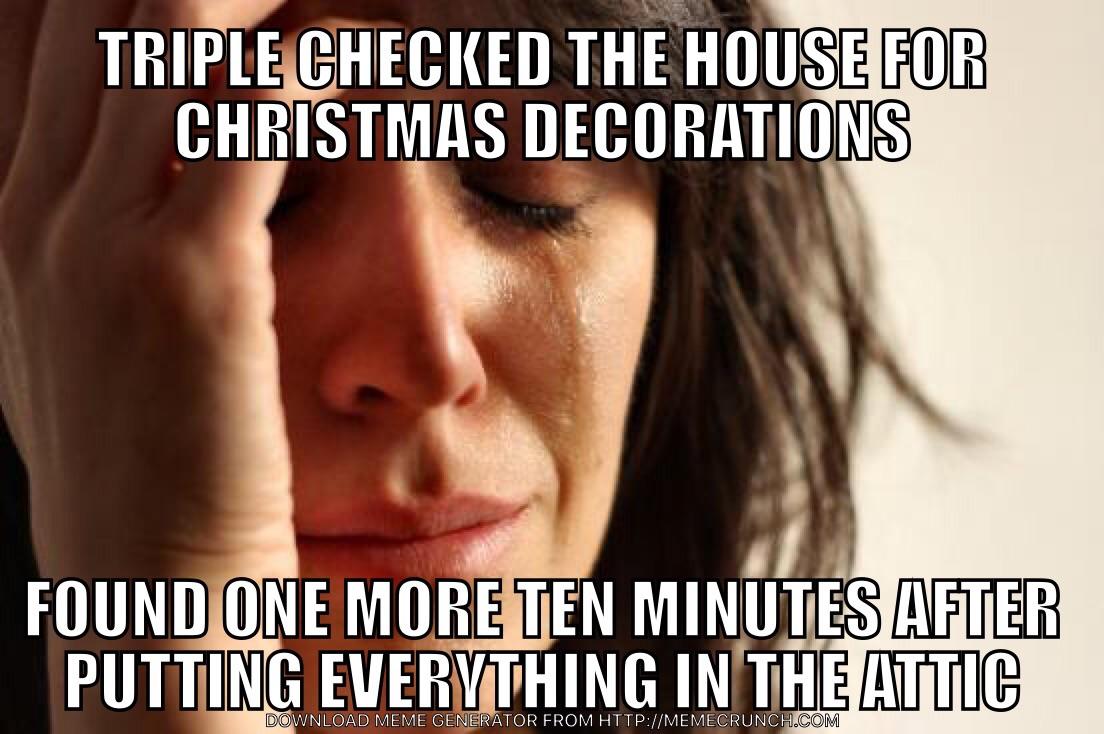 TRIPLE CHECKED THE HOUSE FOR
CHRISTMAS DECORATIONS
FOUND ONE MORE TEN MINUTES AFTER
PUTTING EVERYTHING IN THE ATTIC
DOWNLOAD MEME GENERATOR FROM HTTP://MEMECRUNCH.COM